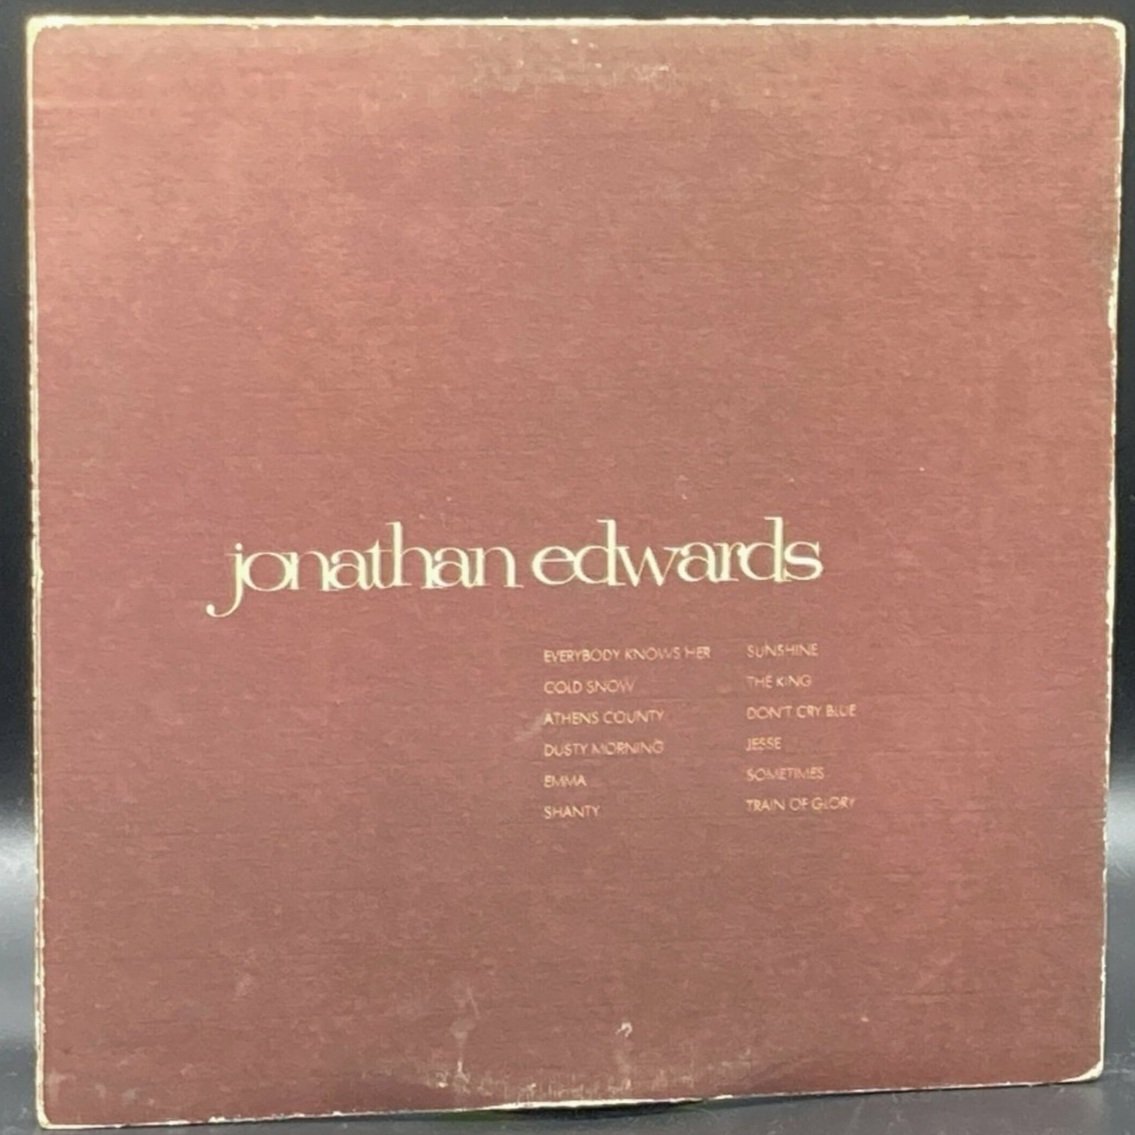 jonathan edwards
EVERYBODY KNOWS HER
COLD SNOW
ATHENS COUNTY
DUSTY MORNING
EMMA
SHANTY
SUNSHINE
THE KING
DON'T CRY BLUE
JESSE
SOMETIMES
TRAIN OF GLORY